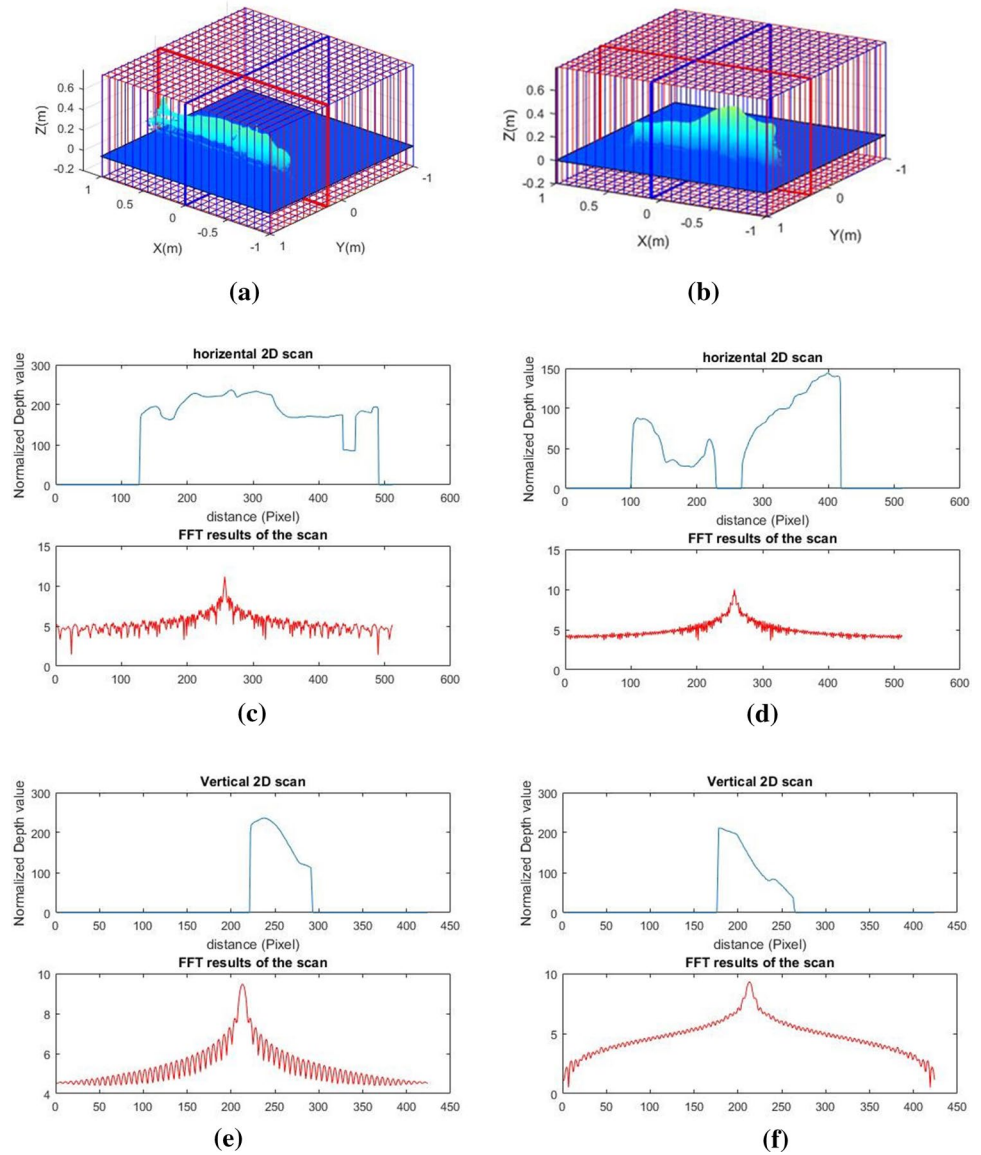 Z(m)
0.6
0.4
0.2
0
-0.2
1
0.5
0
-0.5
-1
X(m)
1
0
-1
Y(m)
(a)
Z(m)
0.6
0.4
0.2
0
-0.2
1
0.5
0
-0.5
-1
X(m)
1
0
-1
Y(m)
(b)
horizental 2D scan
Normalized Depth value
300
200
100
0
0 100 200 300 400 500 600
distance (Pixel)
FFT results of the scan
15
10
5
0
0 100 200 300 400 500 600
(c)
horizental 2D scan
Normalized Depth value
150
100
50
0
0 100 200 300 400 500 600
distance (Pixel)
FFT results of the scan
15
10
5
0
0 100 200 300 400 500 600
(d)
Vertical 2D scan
Normalized Depth value
300
200
100
0
0 50 100 150 200 250 300 350 400 450
distance (Pixel)
FFT results of the scan
10
8
6
4
0 50 100 150 200 250 300 350 400 450
(e)
Vertical 2D scan
Normalized Depth value
300
200
100
0
0 50 100 150 200 250 300 350 400 450
distance (Pixel)
FFT results of the scan
10
5
0
0 50 100 150 200 250 300 350 400 450
(f)